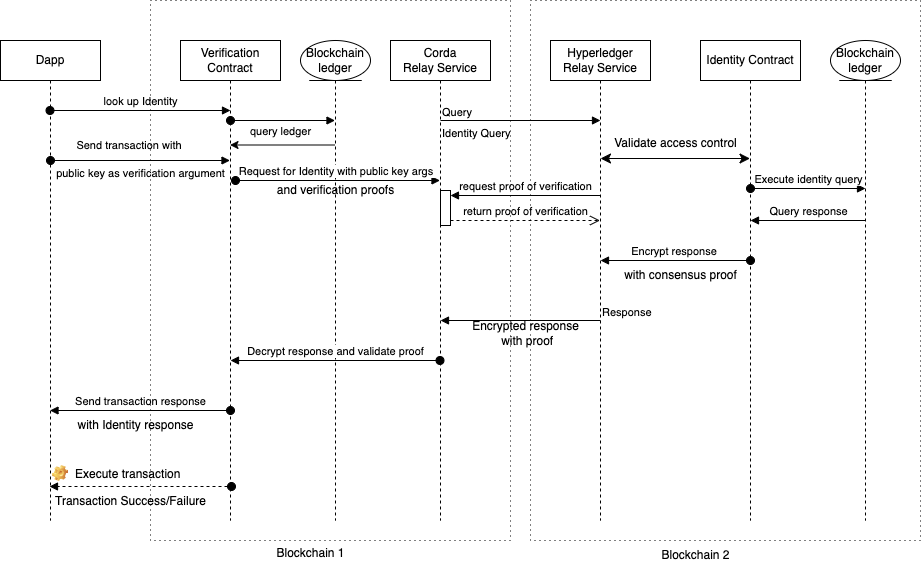 Dapp
Verification
Contract
Blockchain
ledger
Corda
Relay Service
Hyperledger
Relay Service
Identity Contract
Blockchain
ledger
look up Identity
query ledger
Query
Identity Query
Send transaction with
public key as verification argument
Validate access control
Request for Identity with public key args
and verification proofs
request proof of verification
return proof of verification
Execute identity query
Query response
Encrypt response
with consensus proof
Response
Encrypted response
with proof
Decrypt response and validate proof
Send transaction response
with Identity response
Execute transaction
Transaction Success/Failure
Blockchain 1
Blockchain 2